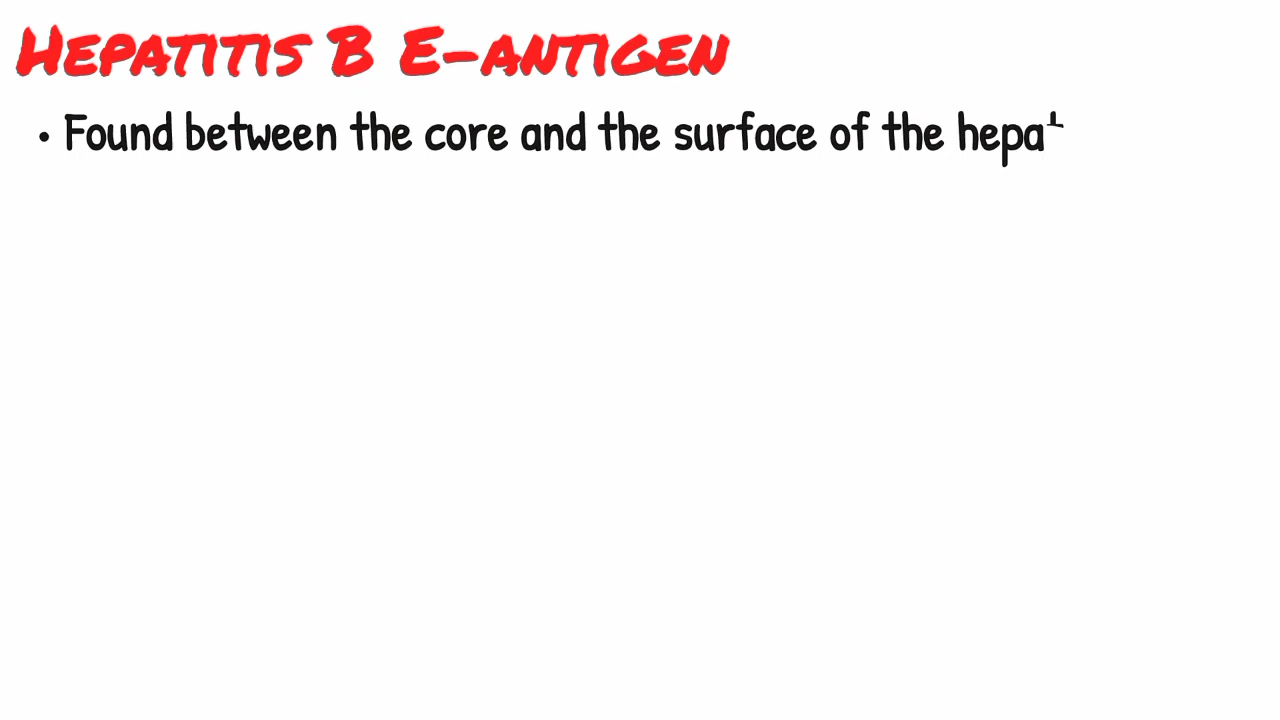 Hepatitis B E-antigen
• Found between the core and the surface of the hepa